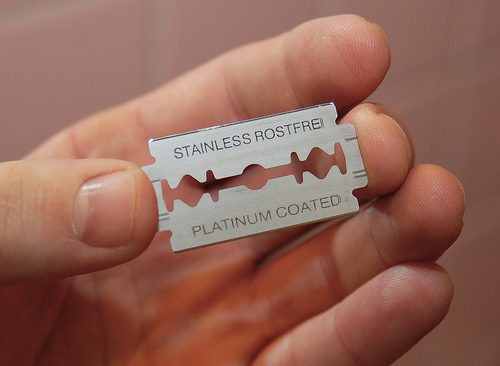 STAINLESS ROSTFREI
PLATINUM COATED